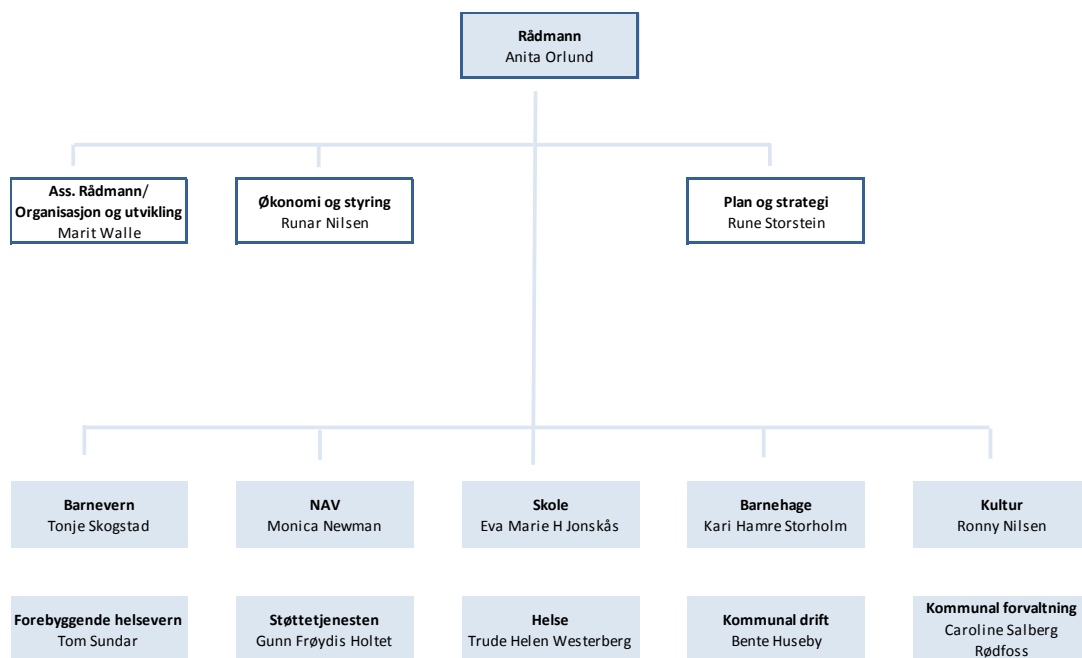 Rådmann
Anita Orlund
Ass. Rådmann/
Organisasjon og utvikling
Marit Walle
Økonomi og styring
Runar Nilsen
Plan og strategi
Rune Storstein
Barnevern
Tonje Skogstad
NAV
Monica Newman
Skole
Eva Marie H Jonskås
Barnehage
Kari Hamre Storholm
Kultur
Ronny Nilsen
Forebyggende helsevern
Tom Sundar
Støttetjenesten
Gunn Frøydis Holtet
Helse
Trude Helen Westerberg
Kommunal drift
Bente Huseby
Kommunal forvaltning
Caroline Salberg
Rødfoss